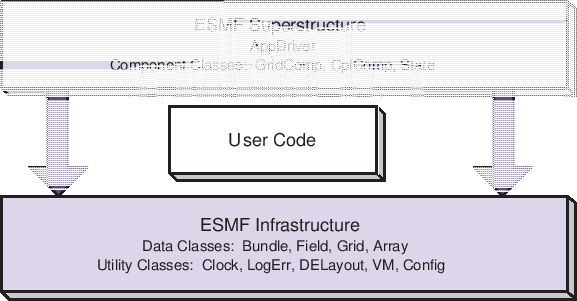 ESMF Superstructure
AppDriver
Component Classes: GridComp, CplComp, State
User Code
ESMF Infrastructure
Data Classes: Bundle, Field, Grid, Array
Utility Classes: Clock, LogErr, DELayout, VM, Config